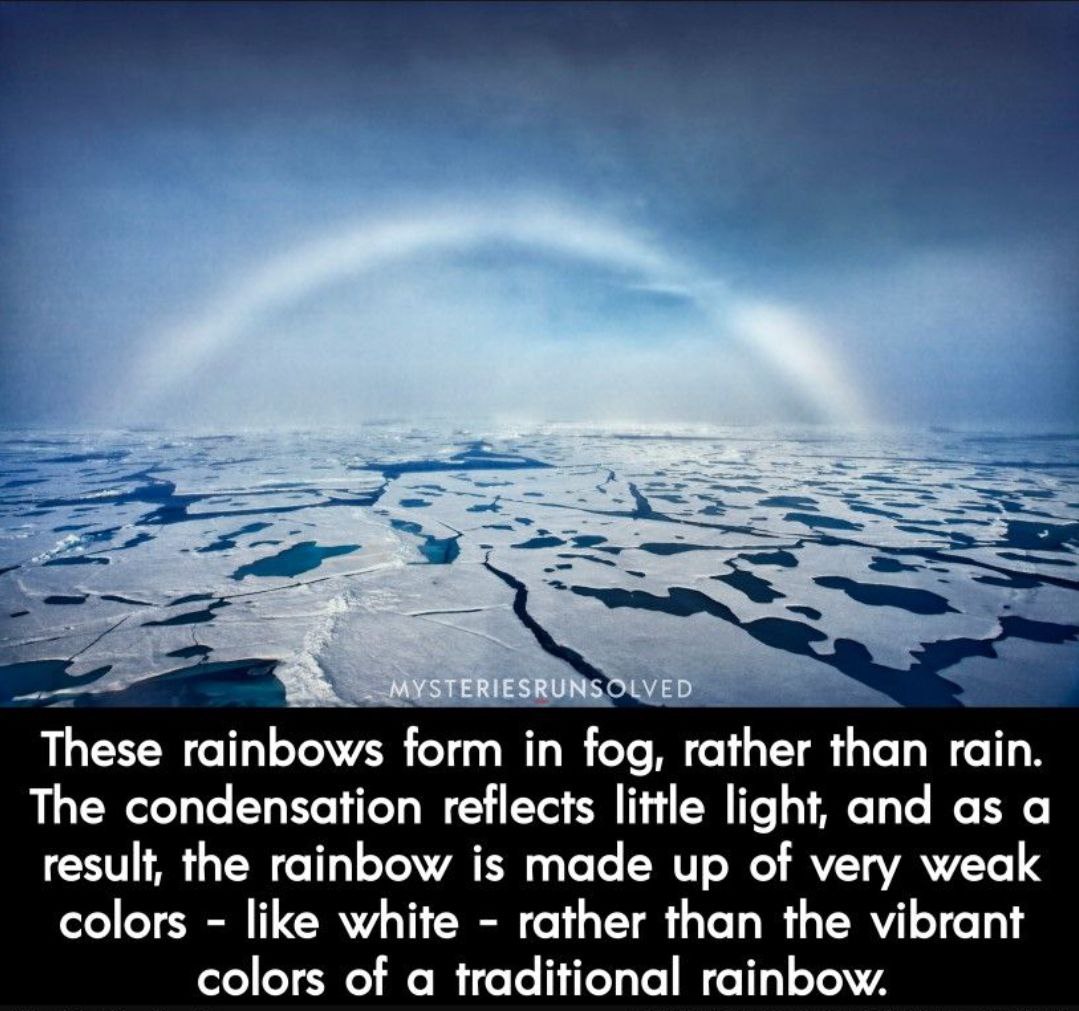 MYSTERIESRUNSOLVED
These rainbows form in fog, rather than rain.
The condensation reflects little light, and as a
result, the rainbow is made up of very weak
colors - like white - rather than the vibrant
colors of a traditional rainbow.